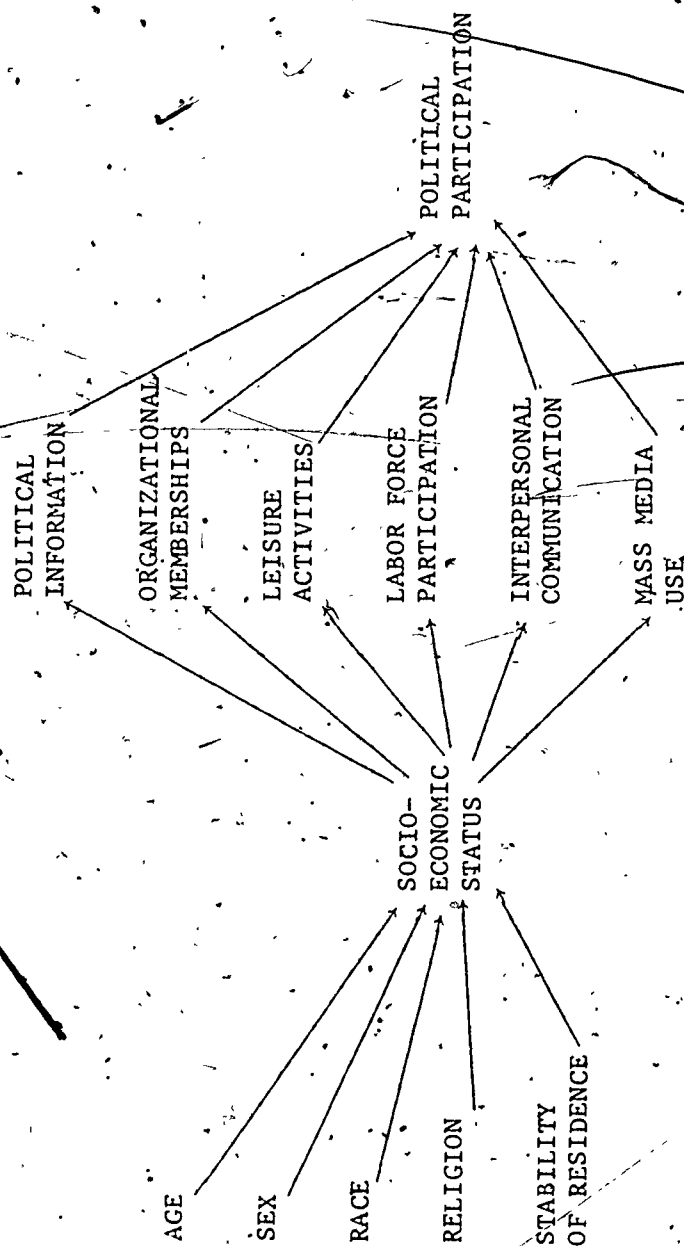 AGE
SEX
RACE
RELIGION
STABILITY
OF RESIDENCE
SOCIO-
ECONOMIC
STATUS
POLITICAL
INFORMATION
ORGANIZATIONAL
MEMBERSHIPS
LEISURE
ACTIVITIES
LABOR FORCE
PARTICIPATION
INTERPERSONAL
COMMUNICATION
MASS MEDIA
USE
POLITICAL
PARTICIPATION